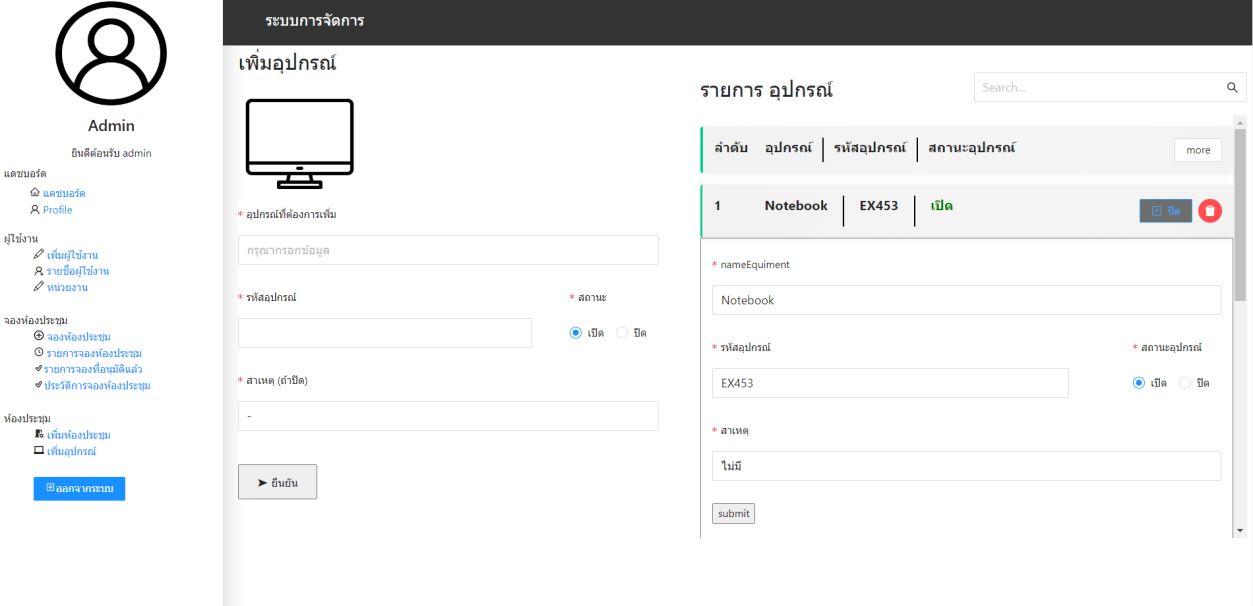 Admin
ยินดีต้อนรับ admin
แดชบอร์ด
แดชบอร์ด
Profile
ผู้ใช้งาน
เพิ่มผู้ใช้งาน
รายชื่อผู้ใช้งาน
หน่วยงาน
จองห้องประชุม
จองห้องประชุม
รายการจองห้องประชุม
รายการจองที่อนุมัติแล้ว
ประวัติการจองห้องประชุม
ห้องประชุม
เพิ่มห้องประชุม
เพิ่มอุปกรณ์
ออกจากระบบ
ระบบการจัดการ
เพิ่มอุปกรณ์
* อุปกรณ์ที่ต้องการเพิ่ม
กรุณากรอกข้อมูล
* รหัสอุปกรณ์ * สถานะ
เปิด ปิด
* สาเหตุ (ถ้าปิด)
-
ยืนยัน
รายการ อุปกรณ์ Search...
ลำดับ อุปกรณ์ รหัสอุปกรณ์ สถานะอุปกรณ์ more
1 Notebook EX453 เปิด ปิด
* nameEquiment
Notebook
* รหัสอุปกรณ์ * สถานะอุปกรณ์
EX453 เปิด ปิด
* สาเหตุ
ไม่มี
submit